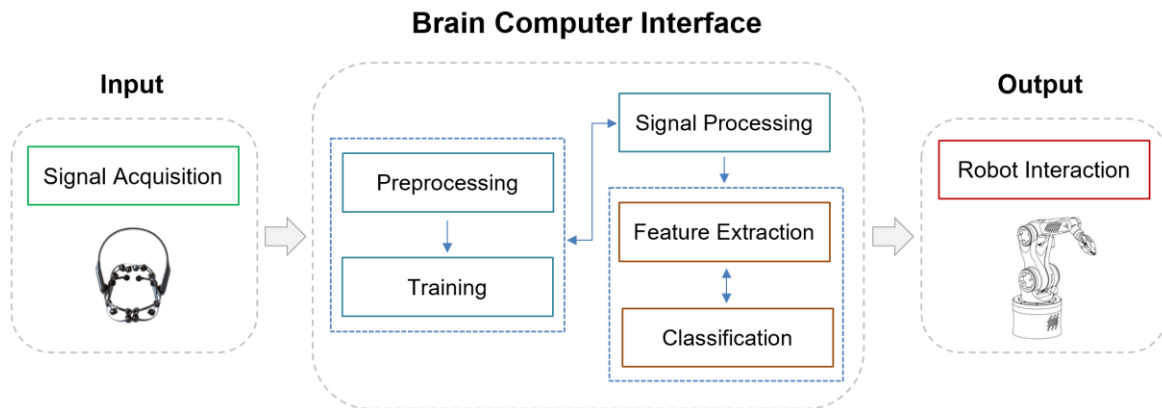 Brain Computer Interface
Input
Output
Signal Acquisition
Preprocessing
Training
Signal Processing
Feature Extraction
Classification
Robot Interaction